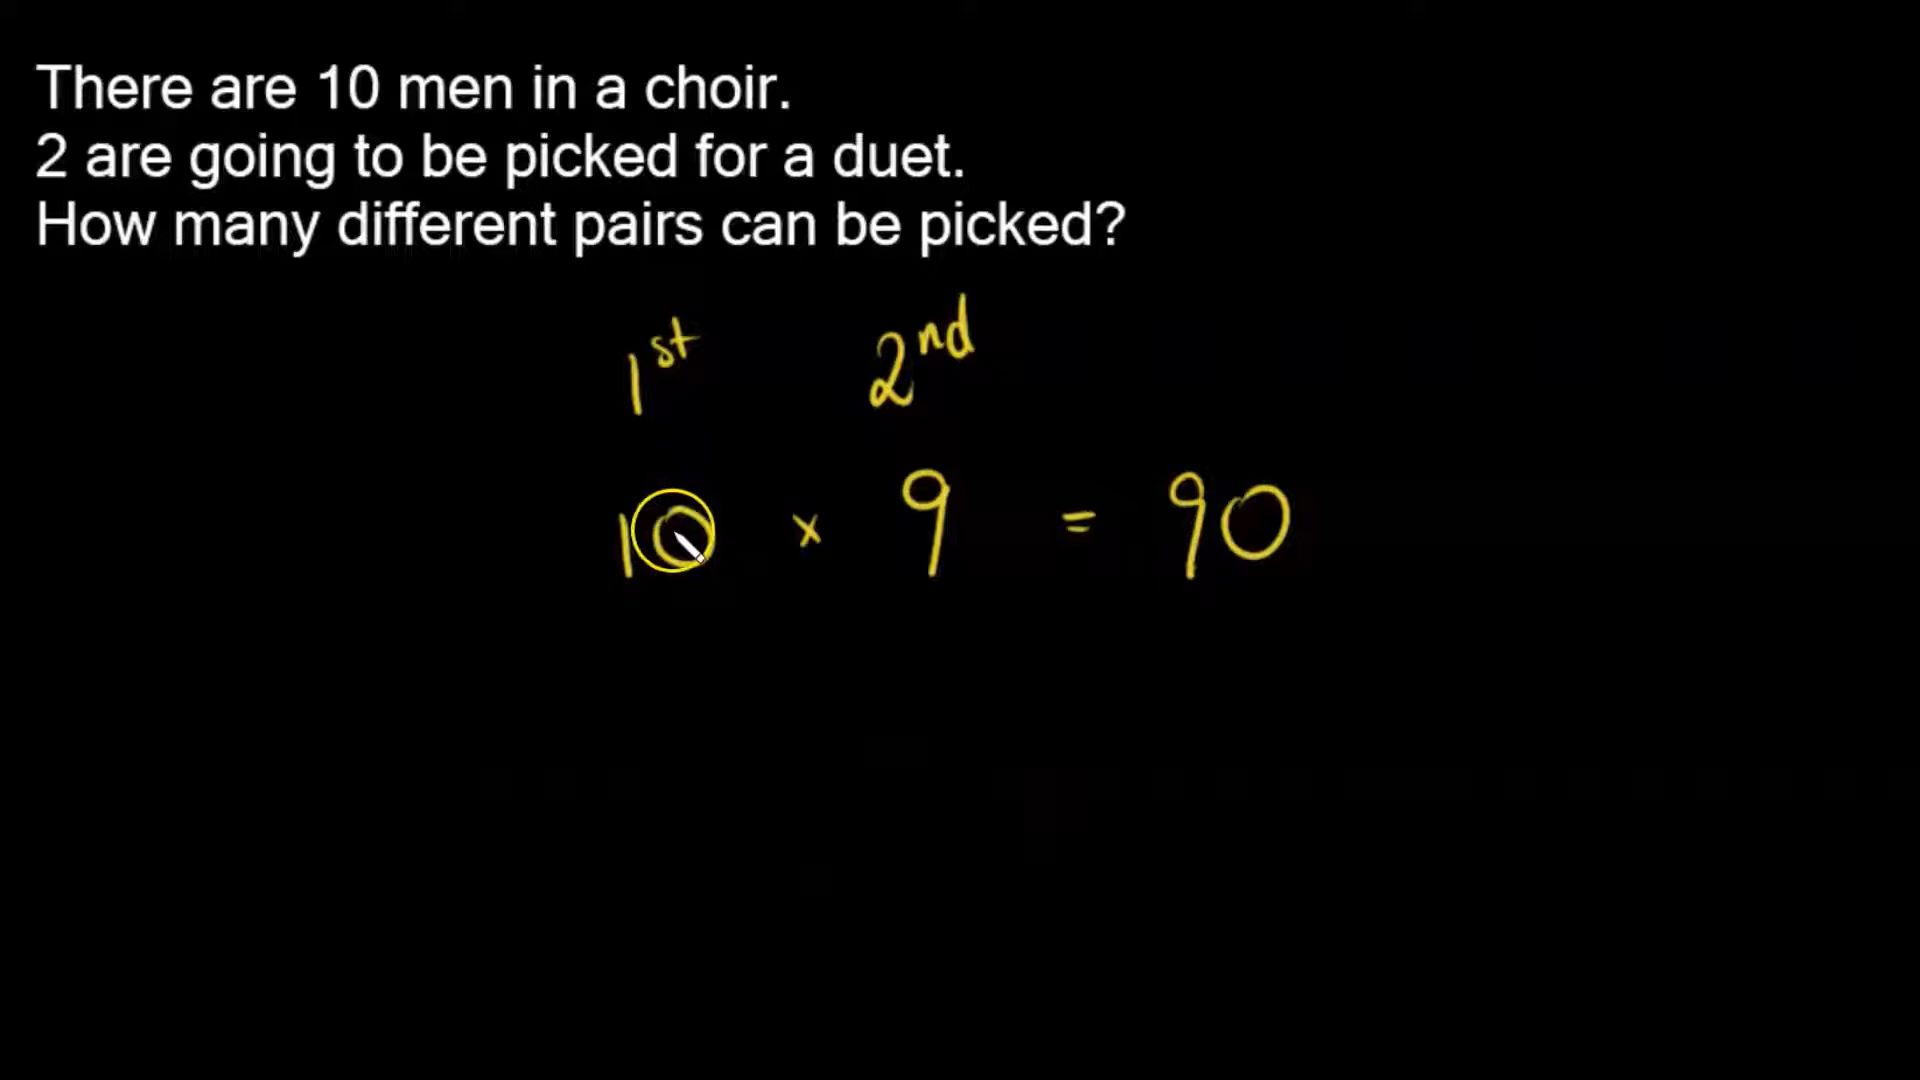 There are 10 men in a choir.
2 are going to be picked for a duet.
How many different pairs can be picked?
1st 2nd
10 x 9 = 90